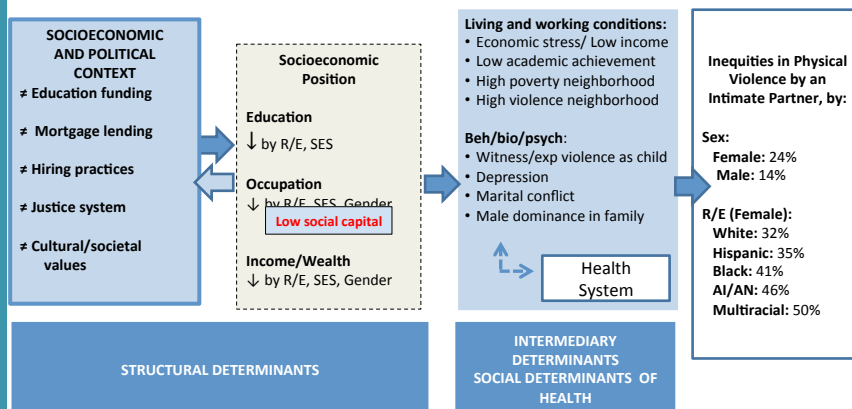 SOCIOECONOMIC
AND POLITICAL
CONTEXT
≠ Education funding
≠ Mortgage lending
≠ Hiring practices
≠ Justice system
≠ Cultural/societal
values
Socioeconomic
Position
Education
↓ by R/E, SES
Occupation
↓ by R/E, SES, Gender
Low social capital
Income/Wealth
↓ by R/E, SES, Gender
Living and working conditions:
• Economic stress/ Low income
• Low academic achievement
• High poverty neighborhood
• High violence neighborhood
Beh/bio/psych:
• Witness/exp violence as child
• Depression
• Marital conflict
• Male dominance in family
Health
System
Inequities in Physical
Violence by an
Intimate Partner, by:
Sex:
Female: 24%
Male: 14%
R/E (Female):
White: 32%
Hispanic: 35%
Black: 41%
AI/AN: 46%
Multiracial: 50%
STRUCTURAL DETERMINANTS
INTERMEDIARY
DETERMINANTS
SOCIAL DETERMINANTS OF
HEALTH